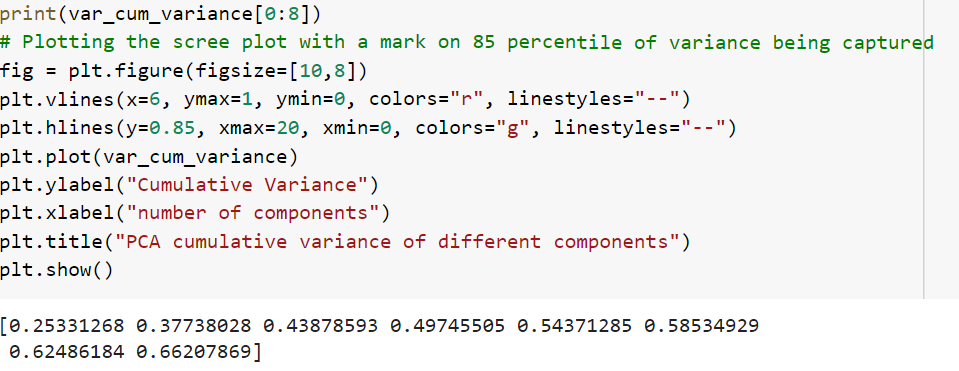 print(var_cum_variance[0:8])
# Plotting the scree plot with a mark on 85 percentile of variance being captured
fig = plt.figure(figsize=[10,8])
plt.vlines(x=6, ymax=1, ymin=0, colors="r", linestyles="--")
plt.hlines(y=0.85, xmax=20, xmin=0, colors="g", linestyles="--")
plt.plot(var_cum_variance)
plt.ylabel("Cumulative Variance")
plt.xlabel("number of components")
plt.title("PCA cumulative variance of different components")
plt.show()
[0.25331268 0.37738028 0.43878593 0.49745505 0.54371285 0.58534929
0.62486184 0.66207869]